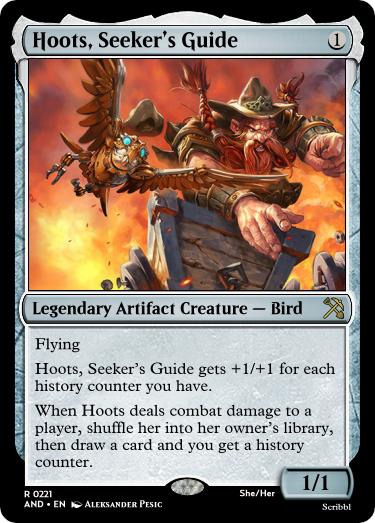 Hoots, Seeker's Guide 1
Legendary Artifact Creature — Bird
Flying
Hoots, Seeker's Guide gets +1/+1 for each
history counter you have.
When Hoots deals combat damage to a
player, shuffle her into her owner's library,
then draw a card and you get a history
counter.
1/1
R 0221
AND • EN Aleksander Pesic
She/Her
Scribbl